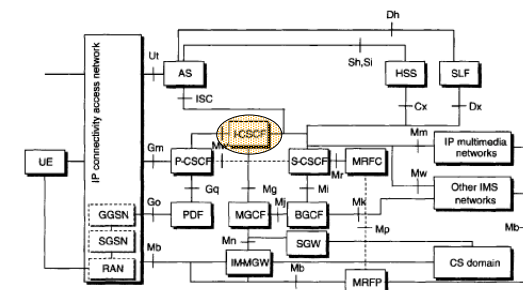 Dh
Ut
Sh,Si
AS
HSS
SLF
ISC
Cx
Dx
IP connectivity access network
I-CSCF
Mw
Mm
IP multimedia
networks
UE
Gm
P-CSCF
S-CSCF
MRFC
Mr
Mw
Other IMS
networks
Gq
Mg
Mi
GGSN
Go
PDF
MGCF
Mj
BGCF
Mk
SGSN
Mn
SGW
Mp
Mb
RAN
Mb
IM-MGW
Mb
CS domain
MRFP